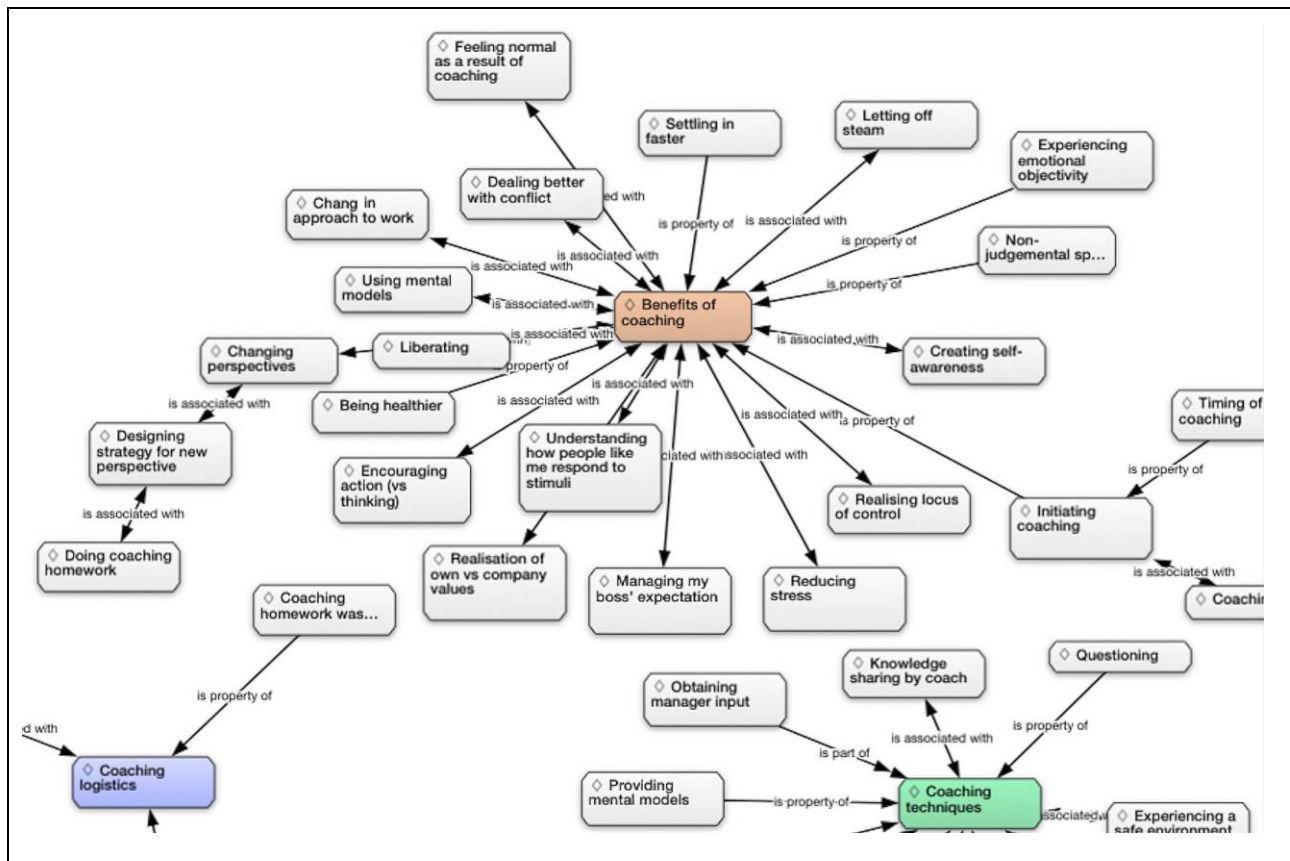 ◇ Feeling normal
as a result of
coaching
◇ Settling in
faster
◇ Letting off
steam
◇ Experiencing
emotional
objectivity
◇ Dealing better
with conflict
ed with
◇ Chang in
approach to work
is property of
is associated with
is property of
◇ Non-
judgemental sp...
is associated with
is associated with
◇ Using mental
models
is associated with
is property of
◇ Benefits of
coaching
is associated with
◇ Changing
perspectives
◇ Liberating
is associated with
◇ Creating self-
awareness
is property of
is associated with
is associated with
◇ Being healthier
is associated with
◇ Timing of
coaching
is associated with
is property of
◇ Designing
strategy for new
perspective
◇ Understanding
how people like
me respond to
stimuli
ciated with
ssociated with
◇ Encouraging
action (vs
thinking)
is property of
◇ Realising locus
of control
◇ Initiating
coaching
is associated with
◇ Doing coaching
homework
◇ Realisation of
own vs company
values
◇ Managing my
boss' expectation
◇ Reducing
stress
is associated with
◇ Coachin
◇ Coaching
homework was...
is property of
◇ Obtaining
manager input
◇ Knowledge
sharing by coach
◇ Questioning
is property of
ed with
is part of
is associated with
◇ Coaching
logistics
◇ Providing
mental models
is property of
◇ Coaching
techniques
associated w
◇ Experiencing a
safe environment